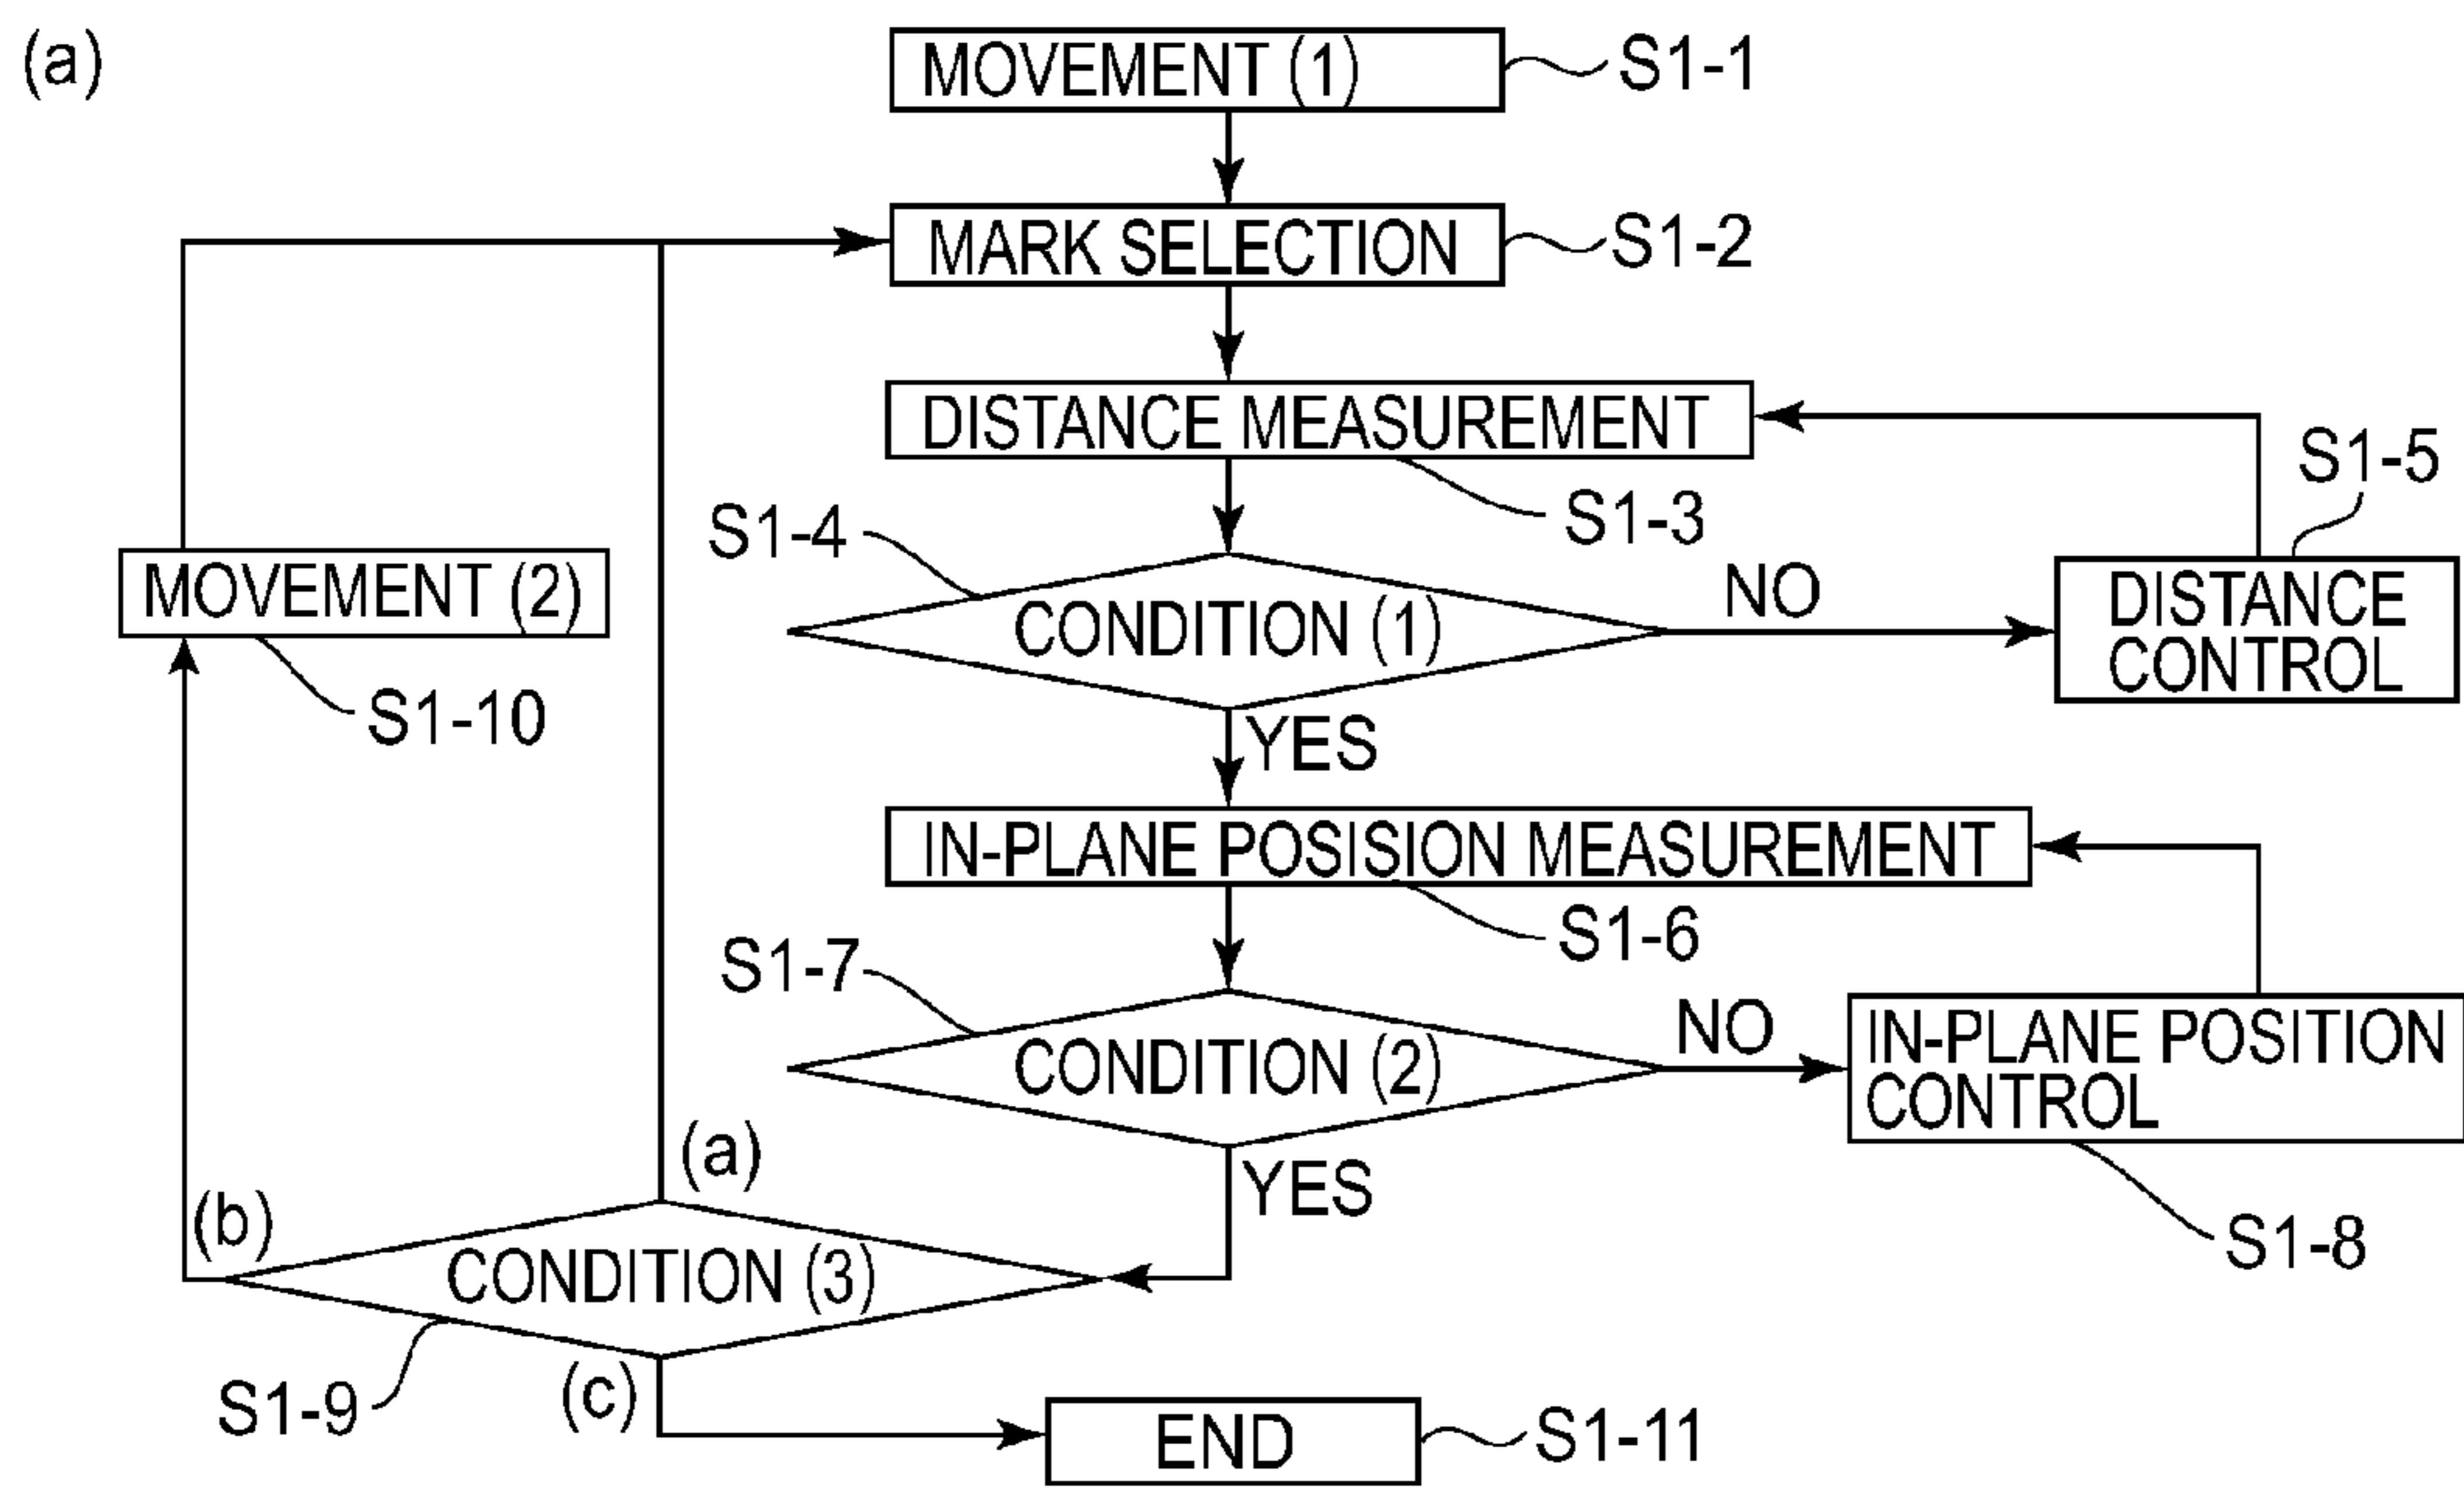 (a)
MOVEMENT (1)
S1-1
MARK SELECTION
S1-2
DISTANCE MEASUREMENT
S1-3
S1-5
S1-4
CONDITION (1)
NO
DISTANCE
CONTROL
MOVEMENT (2)
S1-10
YES
IN-PLANE POSISION MEASUREMENT
S1-6
S1-7
CONDITION (2)
NO
IN-PLANE POSITION
CONTROL
S1-8
YES
(a)
(b)
CONDITION (3)
S1-9
(c)
END
S1-11